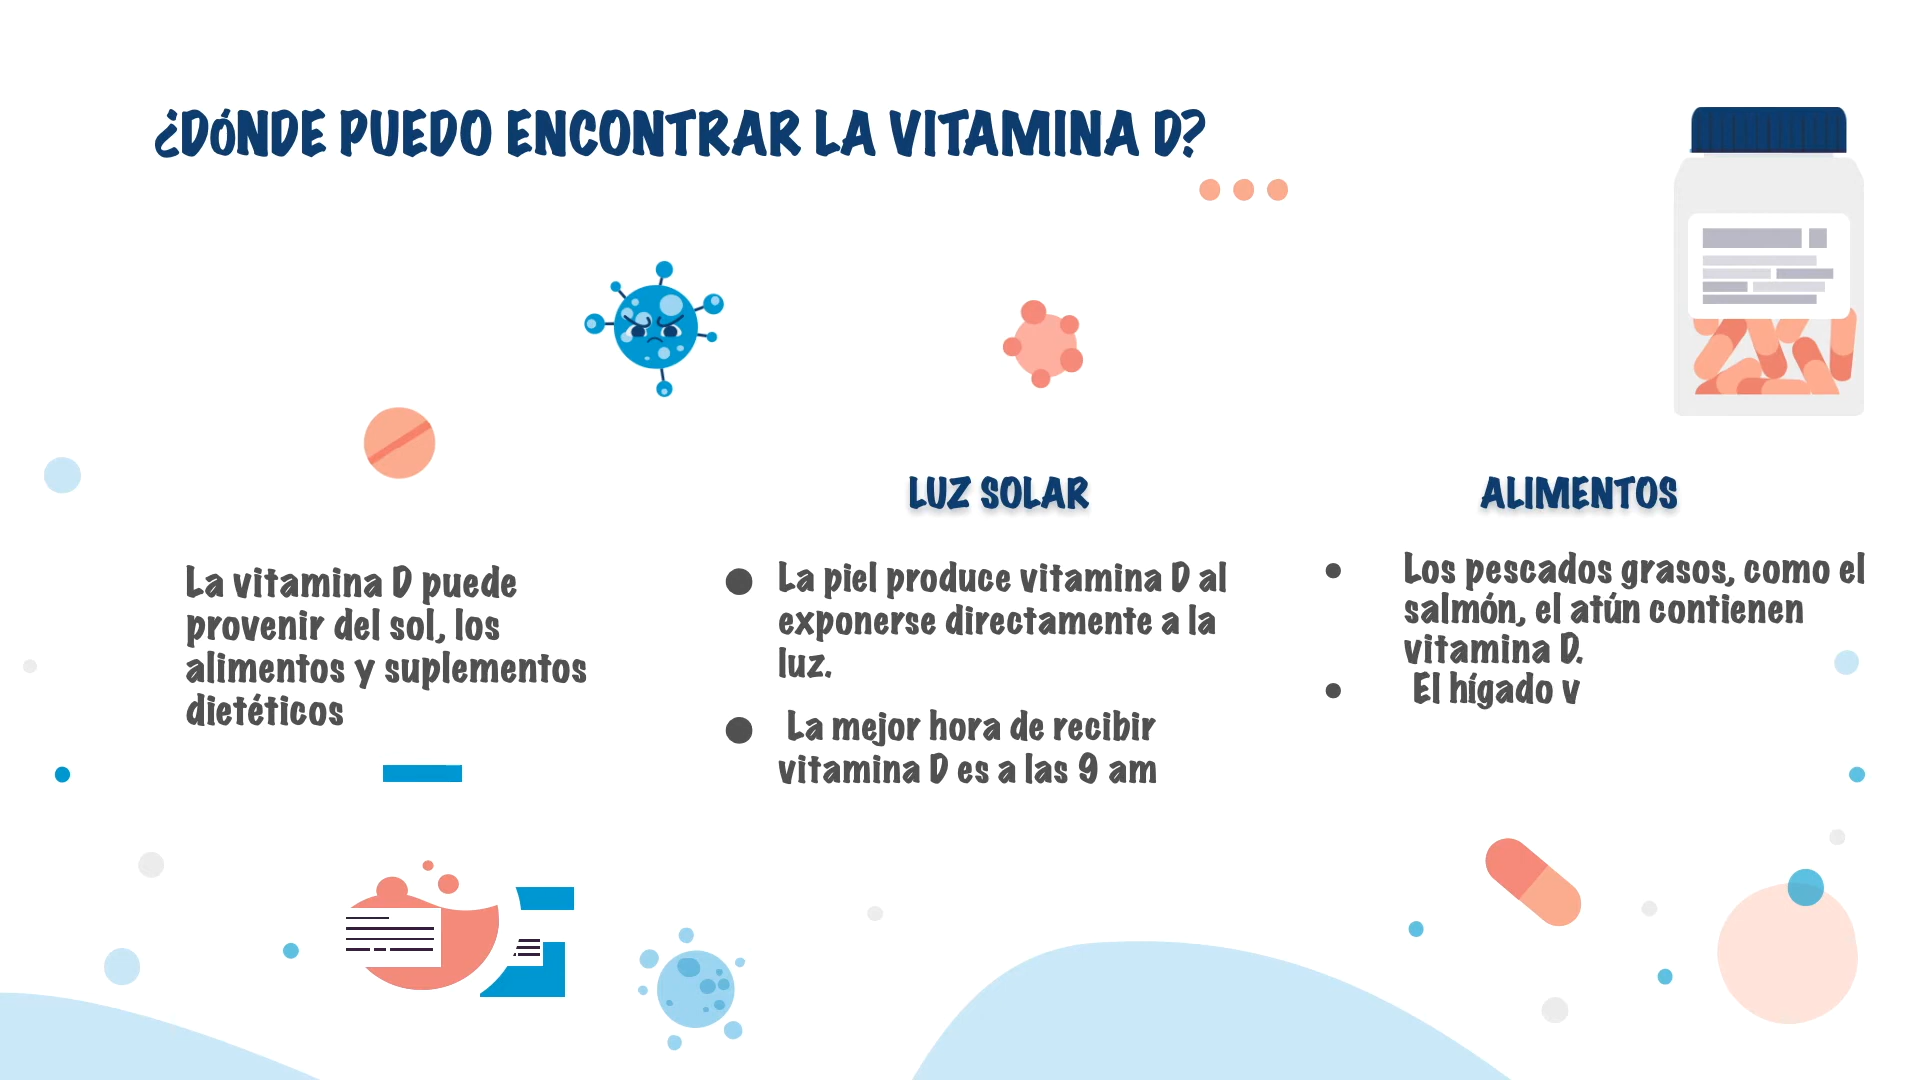 ¿DÓNDE PUEDO ENCONTRAR LA VITAMINA D?
La vitamina D puede
provenir del sol, los
alimentos y suplementos
dietéticos
LUZ SOLAR
● La piel produce vitamina D al
exponerse directamente a la
luz.
● La mejor hora de recibir
vitamina D es a las 9 am
ALIMENTOS
● Los pescados grasos, como el
salmón, el atún contienen
vitamina D.
● El hígado v